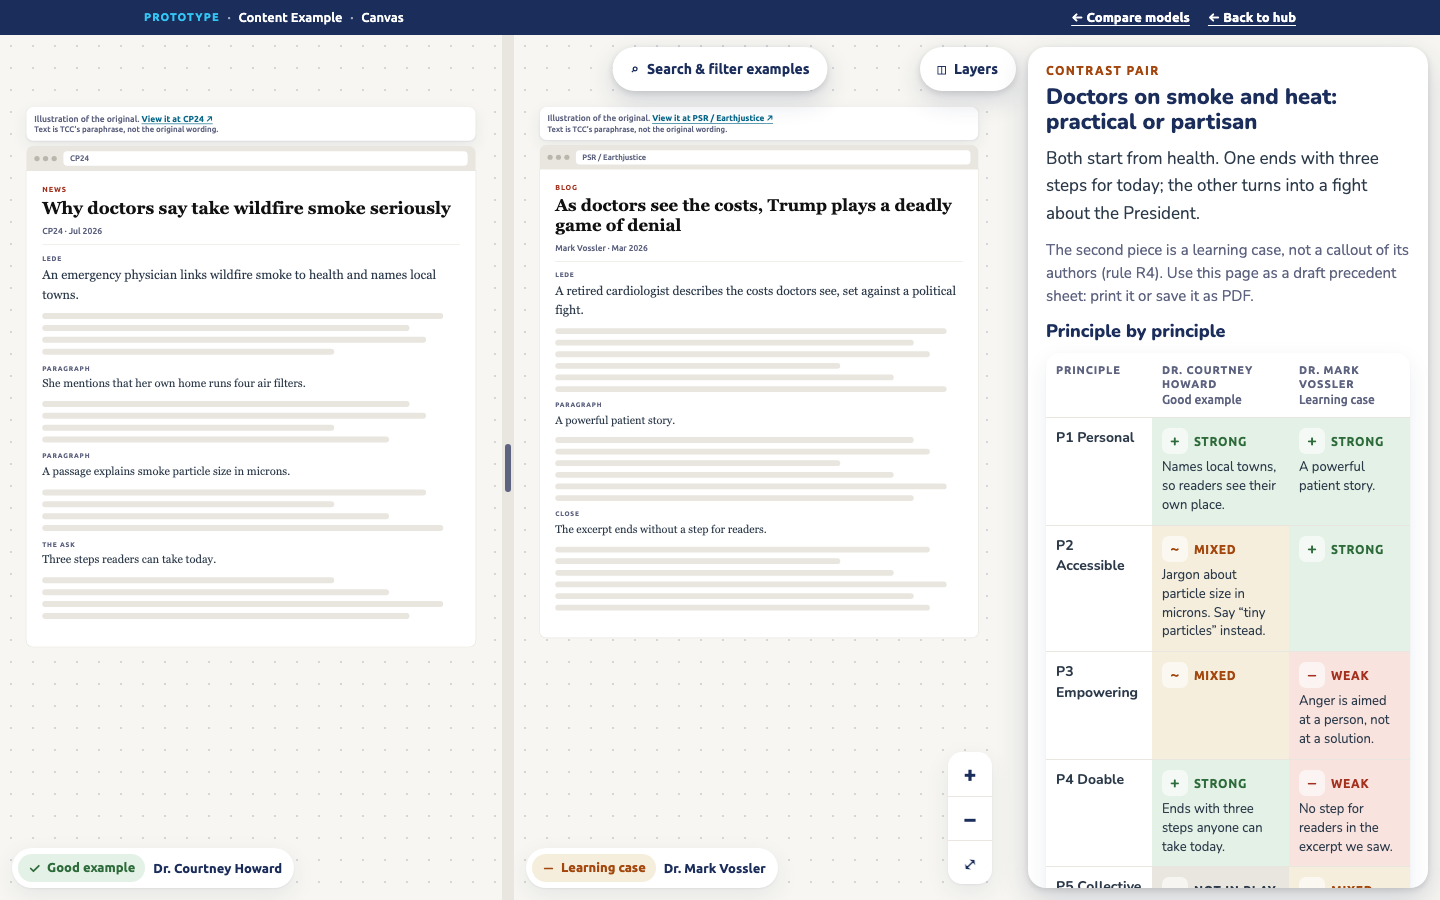 PROTOTYPE · Content Example · Canvas
← Compare models ← Back to hub
Search & filter examples
Layers
Illustration of the original. View it at CP24 ↗
Text is TCC's paraphrase, not the original wording.
CP24
NEWS
Why doctors say take wildfire smoke seriously
CP24 · Jul 2026
LEDE
An emergency physician links wildfire smoke to health and names local
towns.
PARAGRAPH
She mentions that her own home runs four air filters.
PARAGRAPH
A passage explains smoke particle size in microns.
THE ASK
Three steps readers can take today.
✓ Good example Dr. Courtney Howard
Illustration of the original. View it at PSR / Earthjustice ↗
Text is TCC's paraphrase, not the original wording.
PSR / Earthjustice
BLOG
As doctors see the costs, Trump plays a deadly
game of denial
Mark Vossler · Mar 2026
LEDE
A retired cardiologist describes the costs doctors see, set against a political
fight.
PARAGRAPH
A powerful patient story.
CLOSE
The excerpt ends without a step for readers.
– Learning case Dr. Mark Vossler
+
−
⤢
CONTRAST PAIR
Doctors on smoke and heat:
practical or partisan
Both start from health. One ends with three
steps for today; the other turns into a fight
about the President.
The second piece is a learning case, not a callout of its
authors (rule R4). Use this page as a draft precedent
sheet: print it or save it as PDF.
Principle by principle
PRINCIPLE
DR. COURTNEY
HOWARD
Good example
DR. MARK
VOSSLER
Learning case
P1 Personal
+ STRONG
Names local towns,
so readers see their
own place.
+ STRONG
A powerful
patient story.
P2
Accessible
~ MIXED
Jargon about
particle size in
microns. Say “tiny
particles” instead.
+ STRONG
P3
Empowering
~ MIXED
– WEAK
Anger is aimed
at a person, not
at a solution.
P4 Doable
+ STRONG
Ends with three
steps anyone can
take today.
– WEAK
No step for
readers in the
excerpt we saw.
P5 Collective
NOT IN PLAY
MIXED